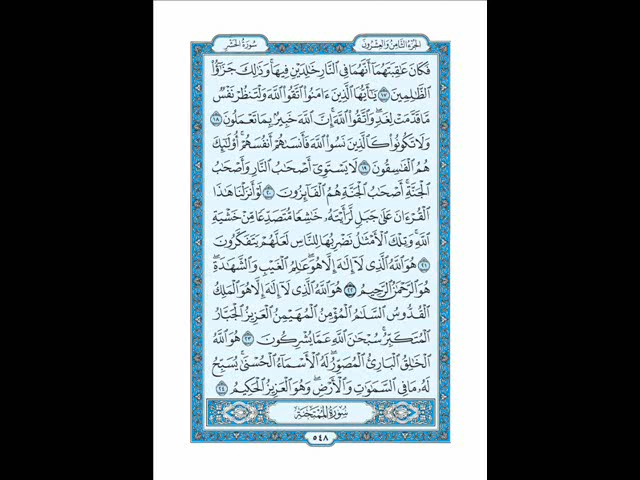 الجزء الثامن والعشرون
سورة الحشر
فَكَانَ عَٰقِبَتَهُمَآ أَنَّهُمَا فِي ٱلنَّارِ خَٰلِدَيۡنِ فِيهَاۚ وَذَٰلِكَ جَزَٰٓؤُاْ
ٱلظَّٰلِمِينَ ١٧ يَٰٓأَيُّهَا ٱلَّذِينَ ءَامَنُواْ ٱتَّقُواْ ٱللَّهَ وَلۡتَنظُرۡ نَفۡسٞ
مَّا قَدَّمَتۡ لِغَدٖۖ وَٱتَّقُواْ ٱللَّهَۚ إِنَّ ٱللَّهَ خَبِيرُۢ بِمَا تَعۡمَلُونَ ١٨
وَلَا تَكُونُواْ كَٱلَّذِينَ نَسُواْ ٱللَّهَ فَأَنسَىٰهُمۡ أَنفُسَهُمۡۚ أُوْلَٰٓئِكَ
هُمُ ٱلۡفَٰسِقُونَ ١٩ لَا يَسۡتَوِيٓ أَصۡحَٰبُ ٱلنَّارِ وَأَصۡحَٰبُ
ٱلۡجَنَّةِۚ أَصۡحَٰبُ ٱلۡجَنَّةِ هُمُ ٱلۡفَآئِزُونَ ٢٠ لَوۡ أَنزَلۡنَا هَٰذَا
ٱلۡقُرۡءَانَ عَلَىٰ جَبَلٖ لَّرَأَيۡتَهُۥ خَٰشِعٗا مُّتَصَدِّعٗا مِّنۡ خَشۡيَةِ
ٱللَّهِۚ وَتِلۡكَ ٱلۡأَمۡثَٰلُ نَضۡرِبُهَا لِلنَّاسِ لَعَلَّهُمۡ يَتَفَكَّرُونَ
٢١ هُوَ ٱللَّهُ ٱلَّذِي لَآ إِلَٰهَ إِلَّا هُوَۖ عَٰلِمُ ٱلۡغَيۡبِ وَٱلشَّهَٰدَةِۖ
هُوَ ٱلرَّحۡمَٰنُ ٱلرَّحِيمُ ٢٢ هُوَ ٱللَّهُ ٱلَّذِي لَآ إِلَٰهَ إِلَّا هُوَ ٱلۡمَلِكُ
ٱلۡقُدُّوسُ ٱلسَّلَٰمُ ٱلۡمُؤۡمِنُ ٱلۡمُهَيۡمِنُ ٱلۡعَزِيزُ ٱلۡجَبَّارُ
ٱلۡمُتَكَبِّرُۚ سُبۡحَٰنَ ٱللَّهِ عَمَّا يُشۡرِكُونَ ٢٣ هُوَ ٱللَّهُ
ٱلۡخَٰلِقُ ٱلۡبَارِئُ ٱلۡمُصَوِّرُۖ لَهُ ٱلۡأَسۡمَآءُ ٱلۡحُسۡنَىٰۚ يُسَبِّحُ
لَهُۥ مَا فِي ٱلسَّمَٰوَٰتِ وَٱلۡأَرۡضِۖ وَهُوَ ٱلۡعَزِيزُ ٱلۡحَكِيمُ ٢٤
سُورَةُ المُمْتَحنَةِ
٥٤٨